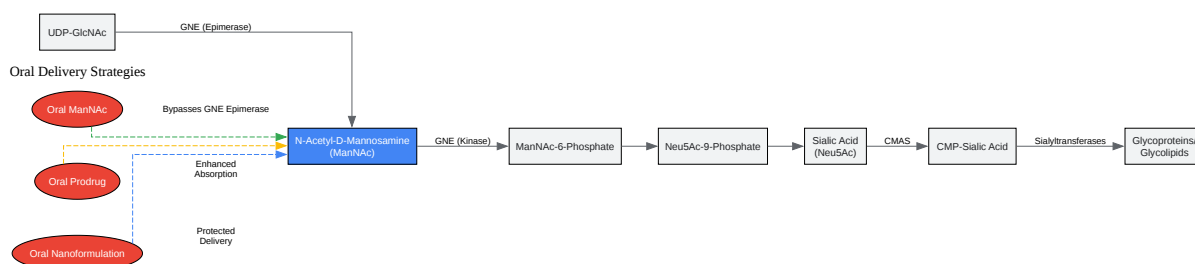 GNE (Epimerase)
UDP-GlcNAc
Oral Delivery Strategies
Oral ManNAc
Bypasses GNE Epimerase
N-Acetyl-D-Mannosamine
(ManNAc)
GNE (Kinase)
ManNAc-6-Phosphate
Neu5Ac-9-Phosphate
Sialic Acid
(Neu5Ac)
CMAS
CMP-Sialic Acid
Sialyltransferases
Glycoproteins/
Glycolipids
Enhanced
Absorption
Oral Prodrug
Protected
Delivery
Oral Nanoformulation